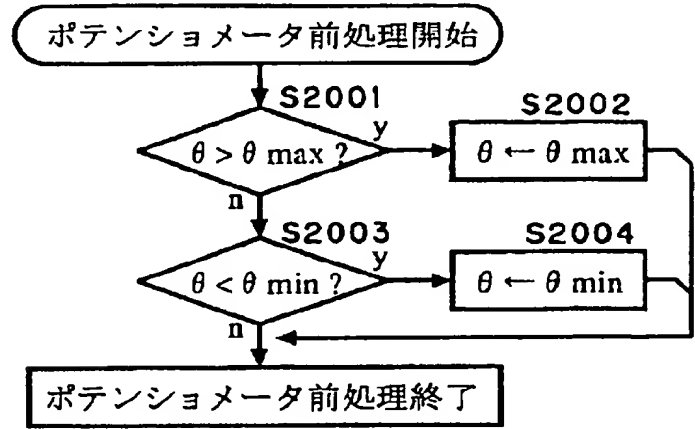 ポテンショメータ前処理開始
S2001
θ > θ max ?
y
n
S2002
θ ← θ max
S2003
θ < θ min ?
y
n
S2004
θ ← θ min
ポテンショメータ前処理終了